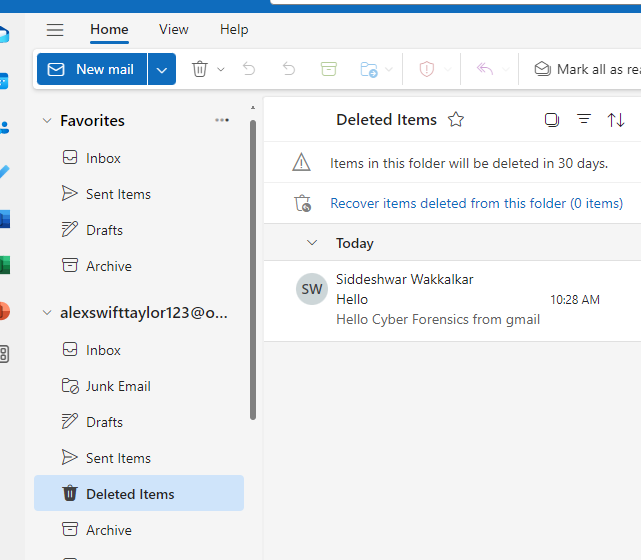 Home View Help
New mail
Mark all as rea
Favorites
Inbox
Sent Items
Drafts
Archive
alexswifttaylor123@o...
Inbox
Junk Email
Drafts
Sent Items
Deleted Items
Archive
Deleted Items
Items in this folder will be deleted in 30 days.
Recover items deleted from this folder (0 items)
Today
SW
Siddeshwar Wakkalkar
Hello 10:28 AM
Hello Cyber Forensics from gmail